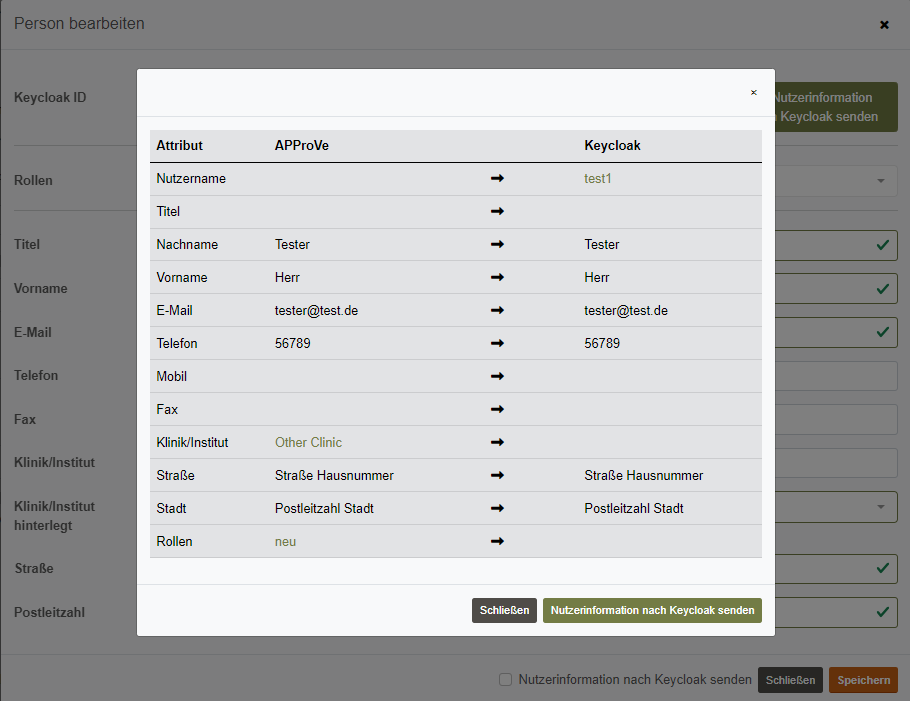 Person bearbeiten
×
Keycloak ID
Nutzerinformation
Keycloak senden
Rollen
Titel
Vorname
E-Mail
Telefon
Fax
Klinik/Institut
Klinik/Institut
hinterlegt
Straße
Postleitzahl
×
Attribut APProVe Keycloak
Nutzername ➞ test1
Titel ➞
Nachname Tester ➞ Tester
Vorname Herr ➞ Herr
E-Mail tester@test.de ➞ tester@test.de
Telefon 56789 ➞ 56789
Mobil ➞
Fax ➞
Klinik/Institut Other Clinic ➞
Straße Straße Hausnummer ➞ Straße Hausnummer
Stadt Postleitzahl Stadt ➞ Postleitzahl Stadt
Rollen neu ➞
Schließen Nutzerinformation nach Keycloak senden
Nutzerinformation nach Keycloak senden Schließen Speichern